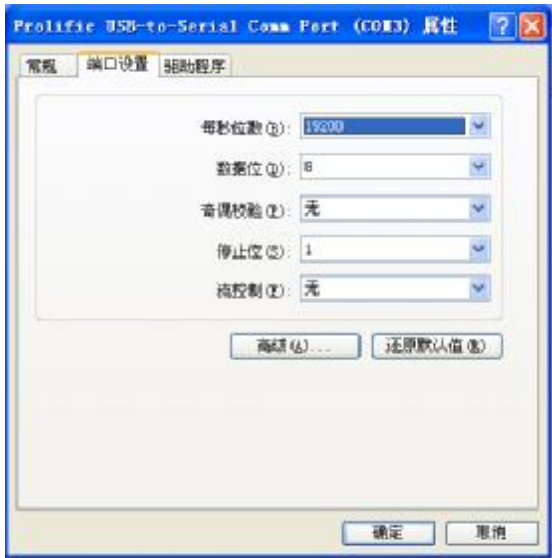 Prolific USB-to-Serial Comm Port (COM3) 属性
常规 端口设置 驱动程序
每秒位数(B): 19200
数据位(D): 8
奇偶校验(P): 无
停止位(S): 1
流控制(F): 无
高级(A)... 还原默认值(R)
确定 取消